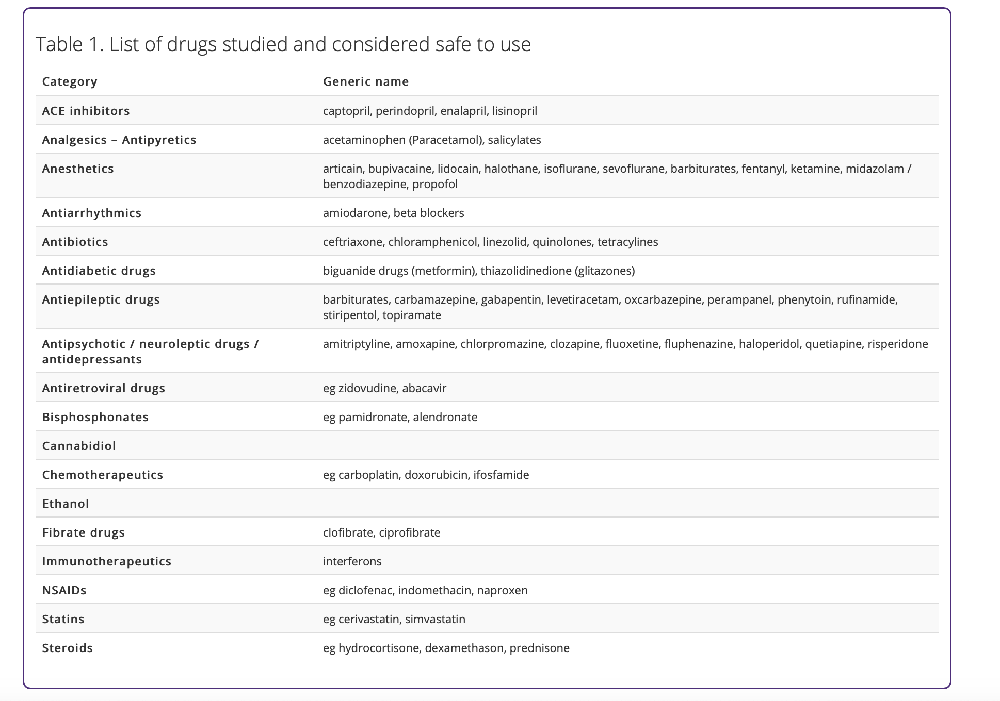 Table 1. List of drugs studied and considered safe to use
Category Generic name
ACE inhibitors captopril, perindopril, enalapril, lisinopril
Analgesics – Antipyretics acetaminophen (Paracetamol), salicylates
Anesthetics articain, bupivacaine, lidocain, halothane, isoflurane, sevoflurane, barbiturates, fentanyl, ketamine, midazolam /
benzodiazepine, propofol
Antiarrhythmics amiodarone, beta blockers
Antibiotics ceftriaxone, chloramphenicol, linezolid, quinolones, tetracylines
Antidiabetic drugs biguanide drugs (metformin), thiazolidinedione (glitazones)
Antiepileptic drugs barbiturates, carbamazepine, gabapentin, levetiracetam, oxcarbazepine, perampanel, phenytoin, rufinamide,
stiripentol, topiramate
Antipsychotic / neuroleptic drugs / amitriptyline, amoxapine, chlorpromazine, clozapine, fluoxetine, fluphenazine, haloperidol, quetiapine, risperidone
antidepressants
Antiretroviral drugs eg zidovudine, abacavir
Bisphosphonates eg pamidronate, alendronate
Cannabidiol
Chemotherapeutics eg carboplatin, doxorubicin, ifosfamide
Ethanol
Fibrate drugs clofibrate, ciprofibrate
Immunotherapeutics interferons
NSAIDs eg diclofenac, indomethacin, naproxen
Statins eg cerivastatin, simvastatin
Steroids eg hydrocortisone, dexamethason, prednisone